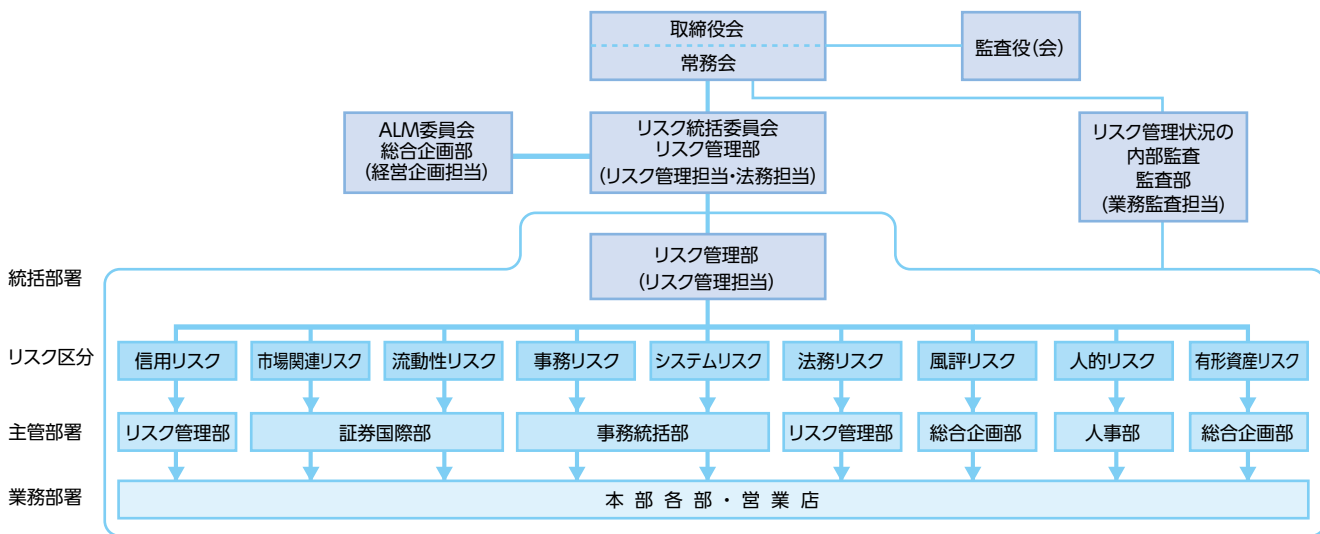 取締役会
常務会
監査役(会)
ALM委員会
総合企画部
(経営企画担当)
リスク統括委員会
リスク管理部
(リスク管理担当・法務担当)
リスク管理状況の
内部監査
監査部
(業務監査担当)
統括部署
リスク管理部
(リスク管理担当)
リスク区分
信用リスク
市場関連リスク
流動性リスク
事務リスク
システムリスク
法務リスク
風評リスク
人的リスク
有形資産リスク
主管部署
リスク管理部
証券国際部
事務統括部
リスク管理部
総合企画部
人事部
総合企画部
業務部署
本部各部・営業店